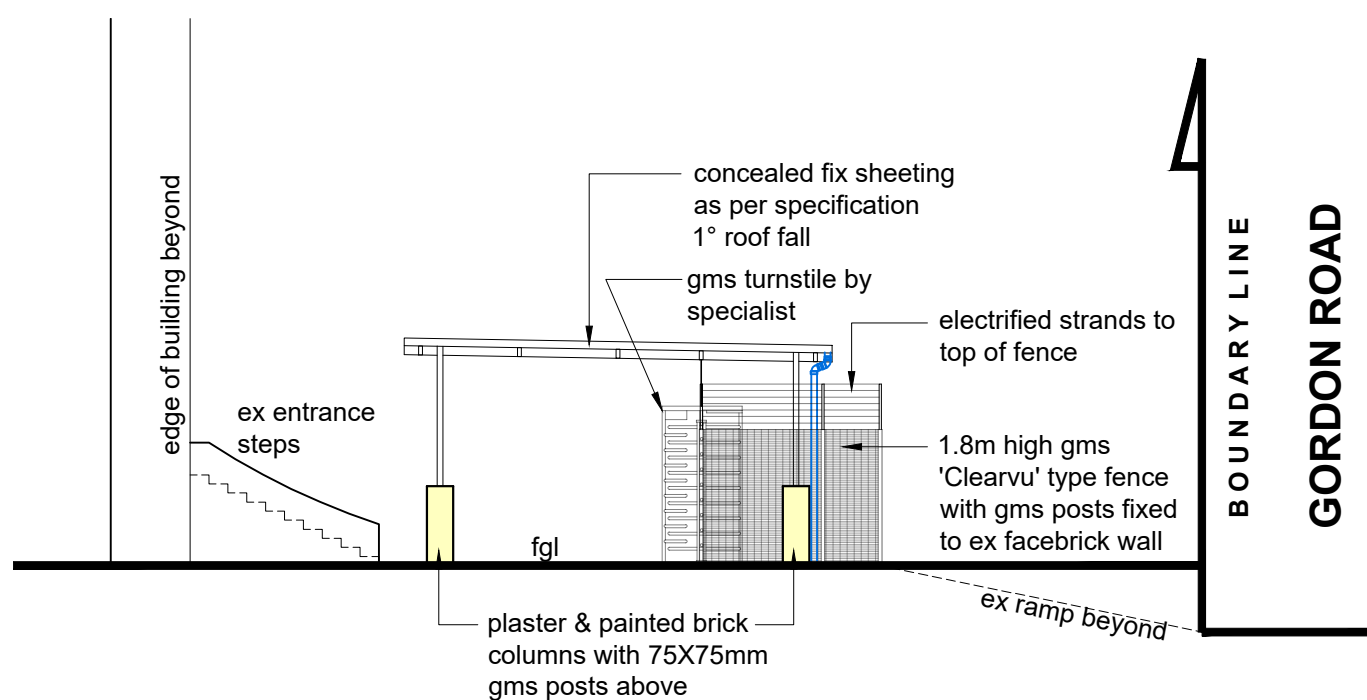 edge of building beyond
concealed fix sheeting
as per specification
1° roof fall
gms turnstile by
specialist
electrified strands to
top of fence
ex entrance
steps
1.8m high gms
'Clearvu' type fence
with gms posts fixed
to ex facebrick wall
fgl
ex ramp beyond
plaster & painted brick
columns with 75X75mm
gms posts above
BOUNDARY LINE
GORDON ROAD